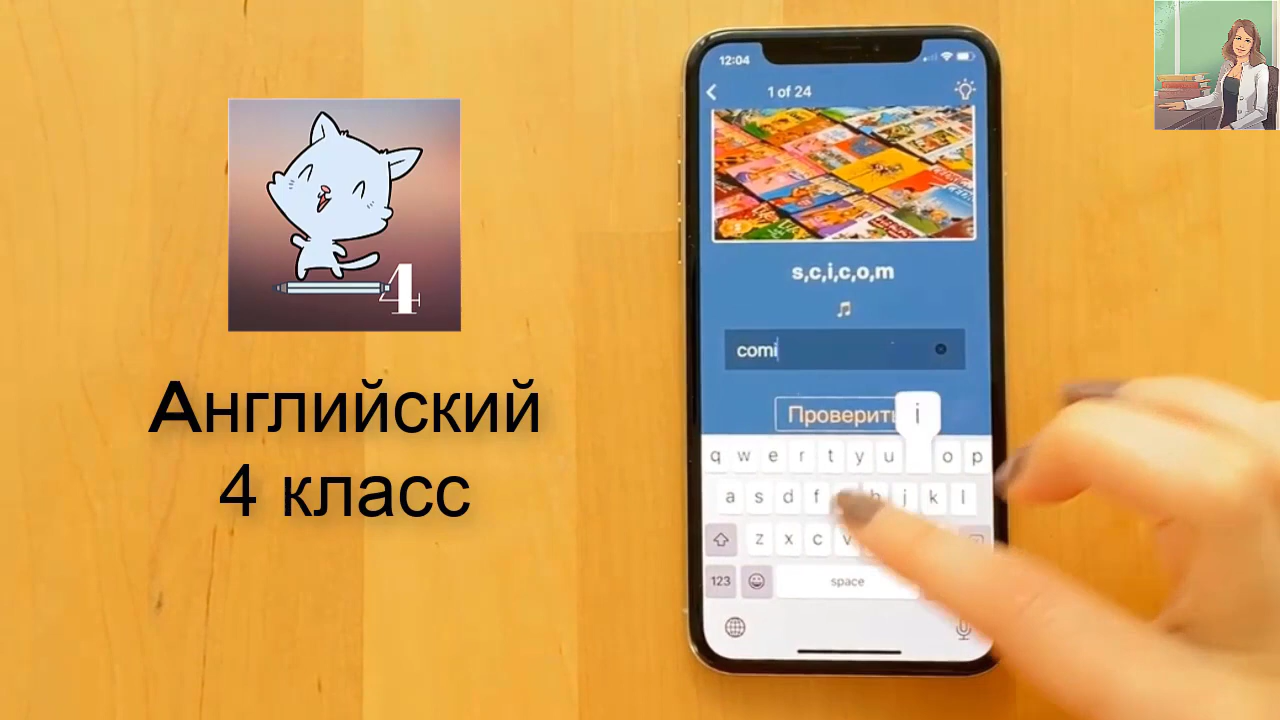 Английский
4 класс
4
12:04
1 of 24
s,c,i,c,o,m
comi
Проверить
i
q w e r t y u o p
a s d f h j k l
z x c v
123
space